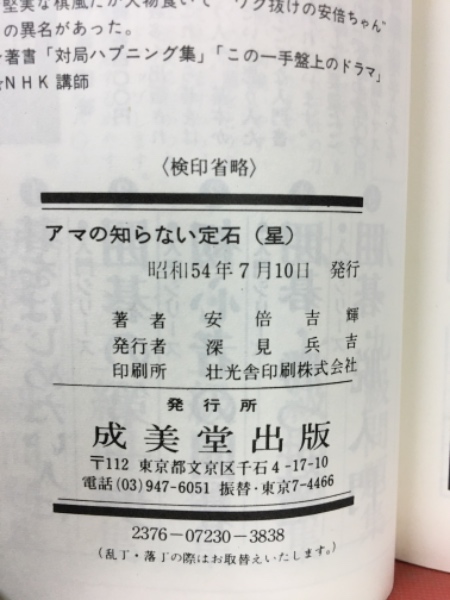 堅実な棋風だが大物食いで“ソク抜けの安倍ちゃん”
の異名があった。
著書「対局ハプニング集」「この一手盤上のドラマ」
NHK講師
〈検印省略〉
アマの知らない定石（星）
昭和54年7月10日 発行
著者 安倍吉輝
発行者 深見兵吉
印刷所 壮光舎印刷株式会社
発行所
成美堂出版
〒112 東京都文京区千石4-17-10
電話(03)947-6051 振替・東京7-4466
2376-07230-3838
（乱丁・落丁の際はお取替えいたします。）